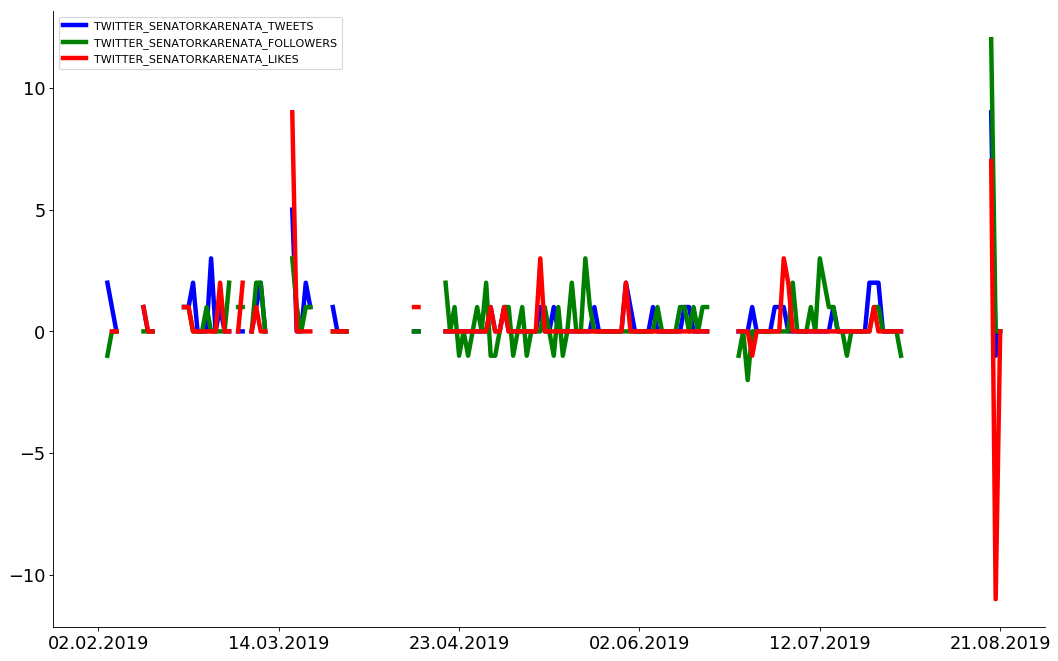 TWITTER_SENATORKARENATA_TWEETS
TWITTER_SENATORKARENATA_FOLLOWERS
TWITTER_SENATORKARENATA_LIKES
10
5
0
−5
−10
02.02.2019 14.03.2019 23.04.2019 02.06.2019 12.07.2019 21.08.2019